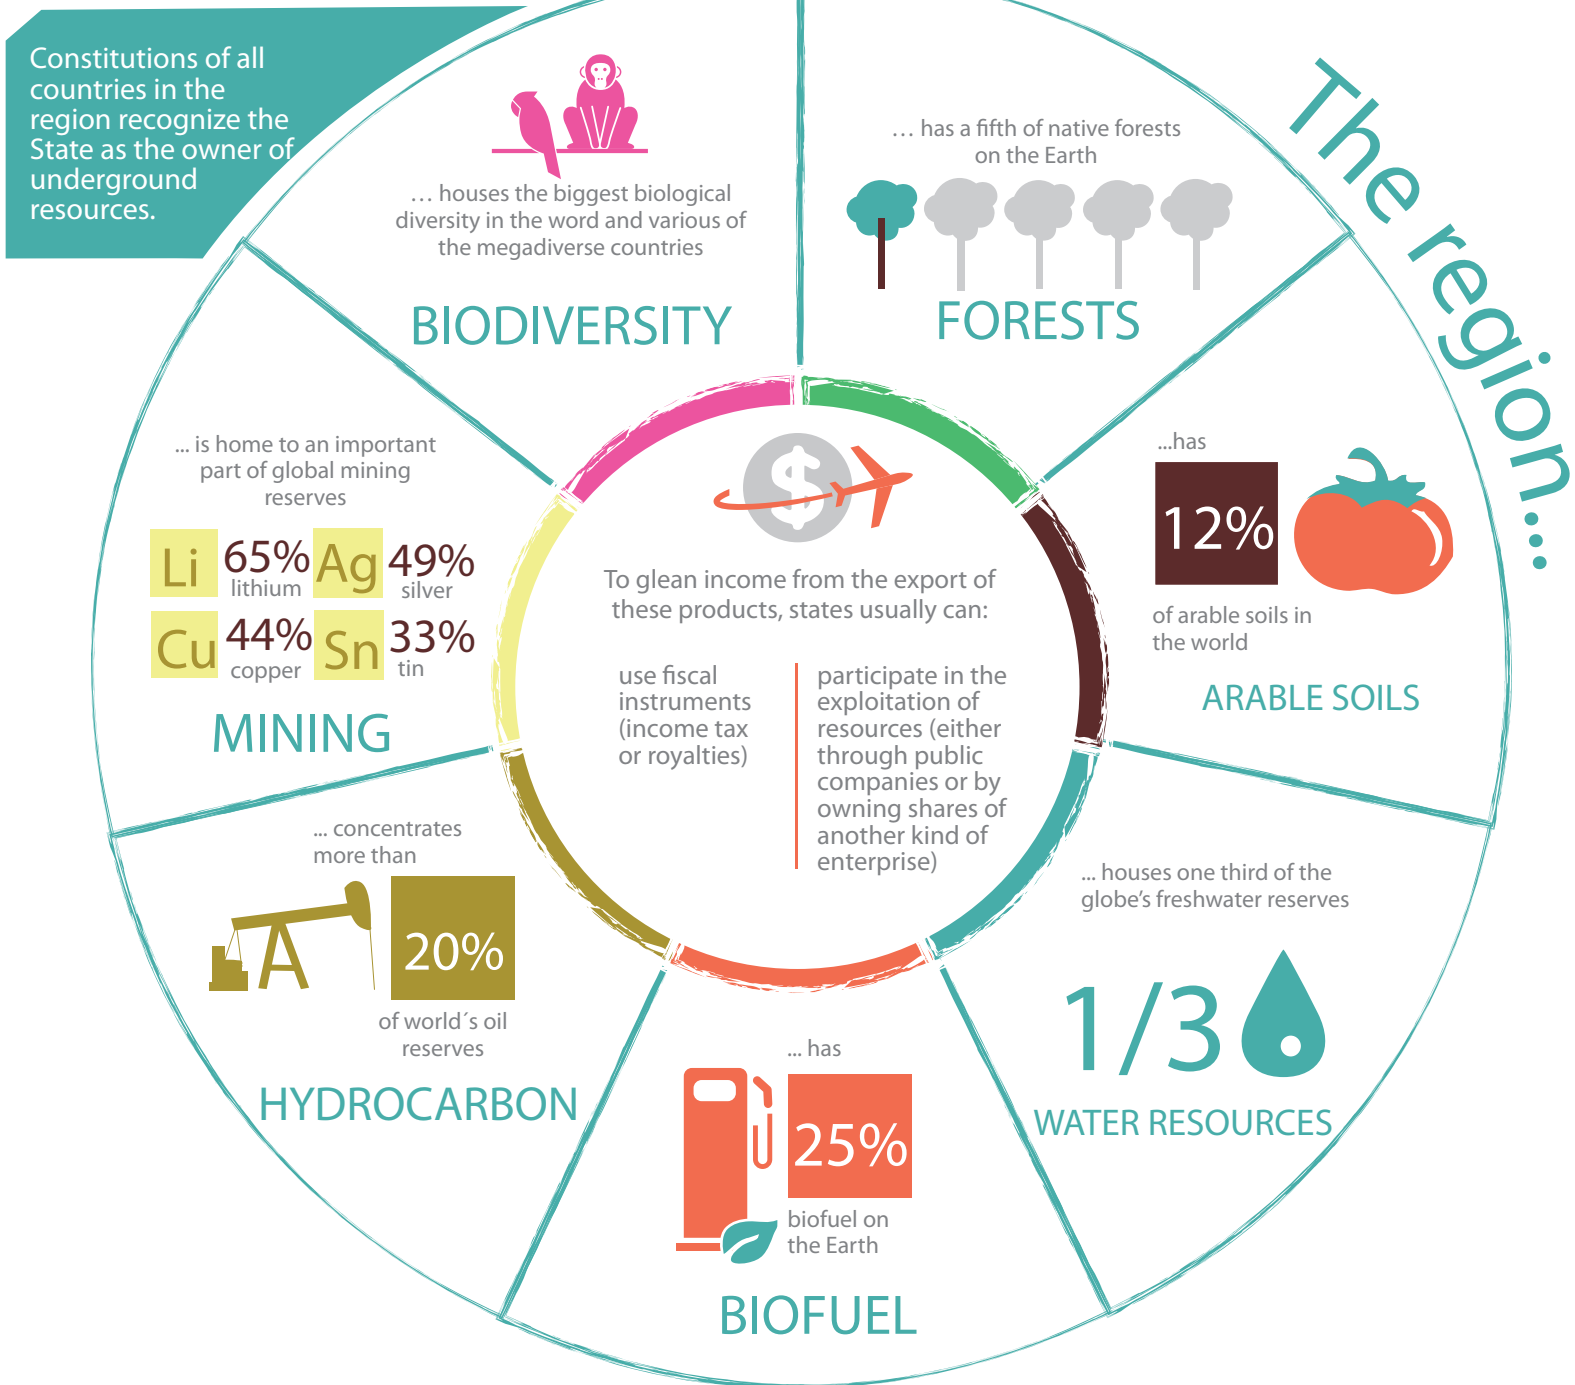 Constitutions of all
countries in the
region recognize the
State as the owner of
underground
resources.
The region...
... houses the biggest biological
diversity in the word and various of
the megadiverse countries
BIODIVERSITY
... has a fifth of native forests
on the Earth
FORESTS
...has
12%
of arable soils in
the world
ARABLE SOILS
... houses one third of the
globe's freshwater reserves
1/3
WATER RESOURCES
... has
25%
biofuel on
the Earth
BIOFUEL
... concentrates
more than
20%
of world´s oil
reserves
HYDROCARBON
... is home to an important
part of global mining
reserves
Li 65% lithium
Ag 49% silver
Cu 44% copper
Sn 33% tin
MINING
$
To glean income from the export of
these products, states usually can:
use fiscal
instruments
(income tax
or royalties)
participate in the
exploitation of
resources (either
through public
companies or by
owning shares of
another kind of
enterprise)